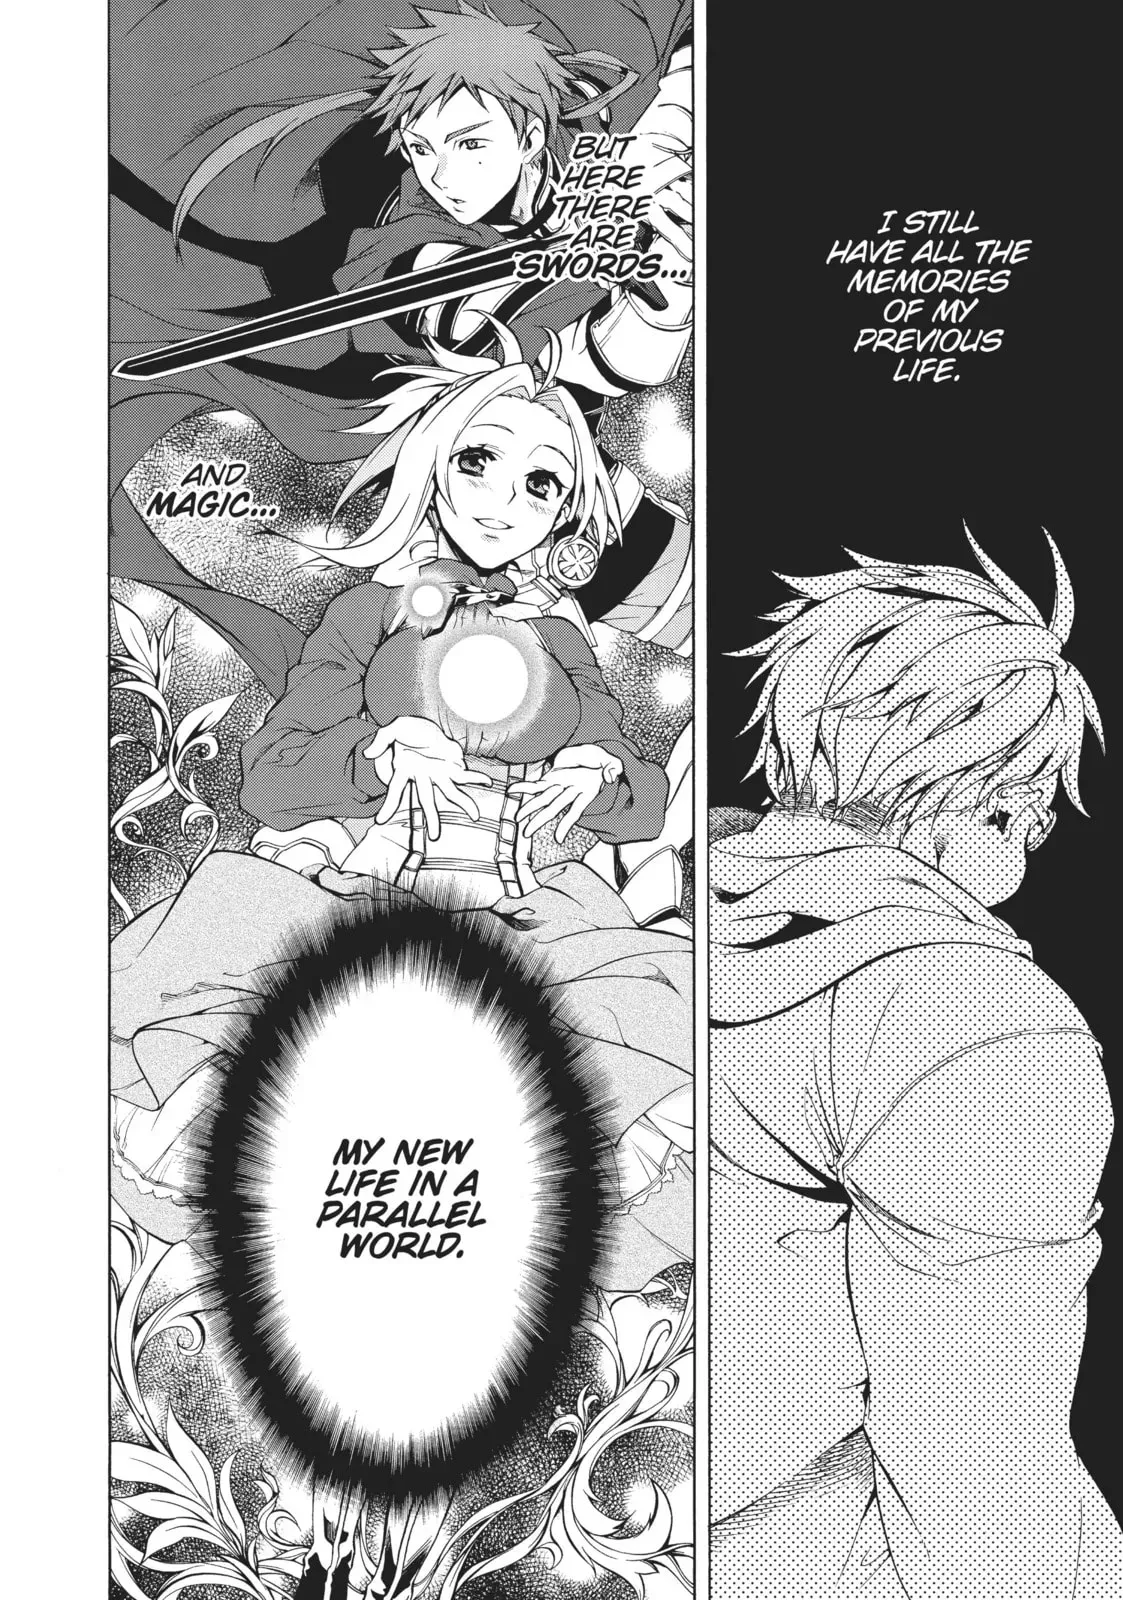 I STILL
HAVE ALL THE
MEMORIES
OF MY
PREVIOUS
LIFE.
BUT
HERE
THERE
ARE
SWORDS...
AND
MAGIC...
MY NEW
LIFE IN A
PARALLEL
WORLD.